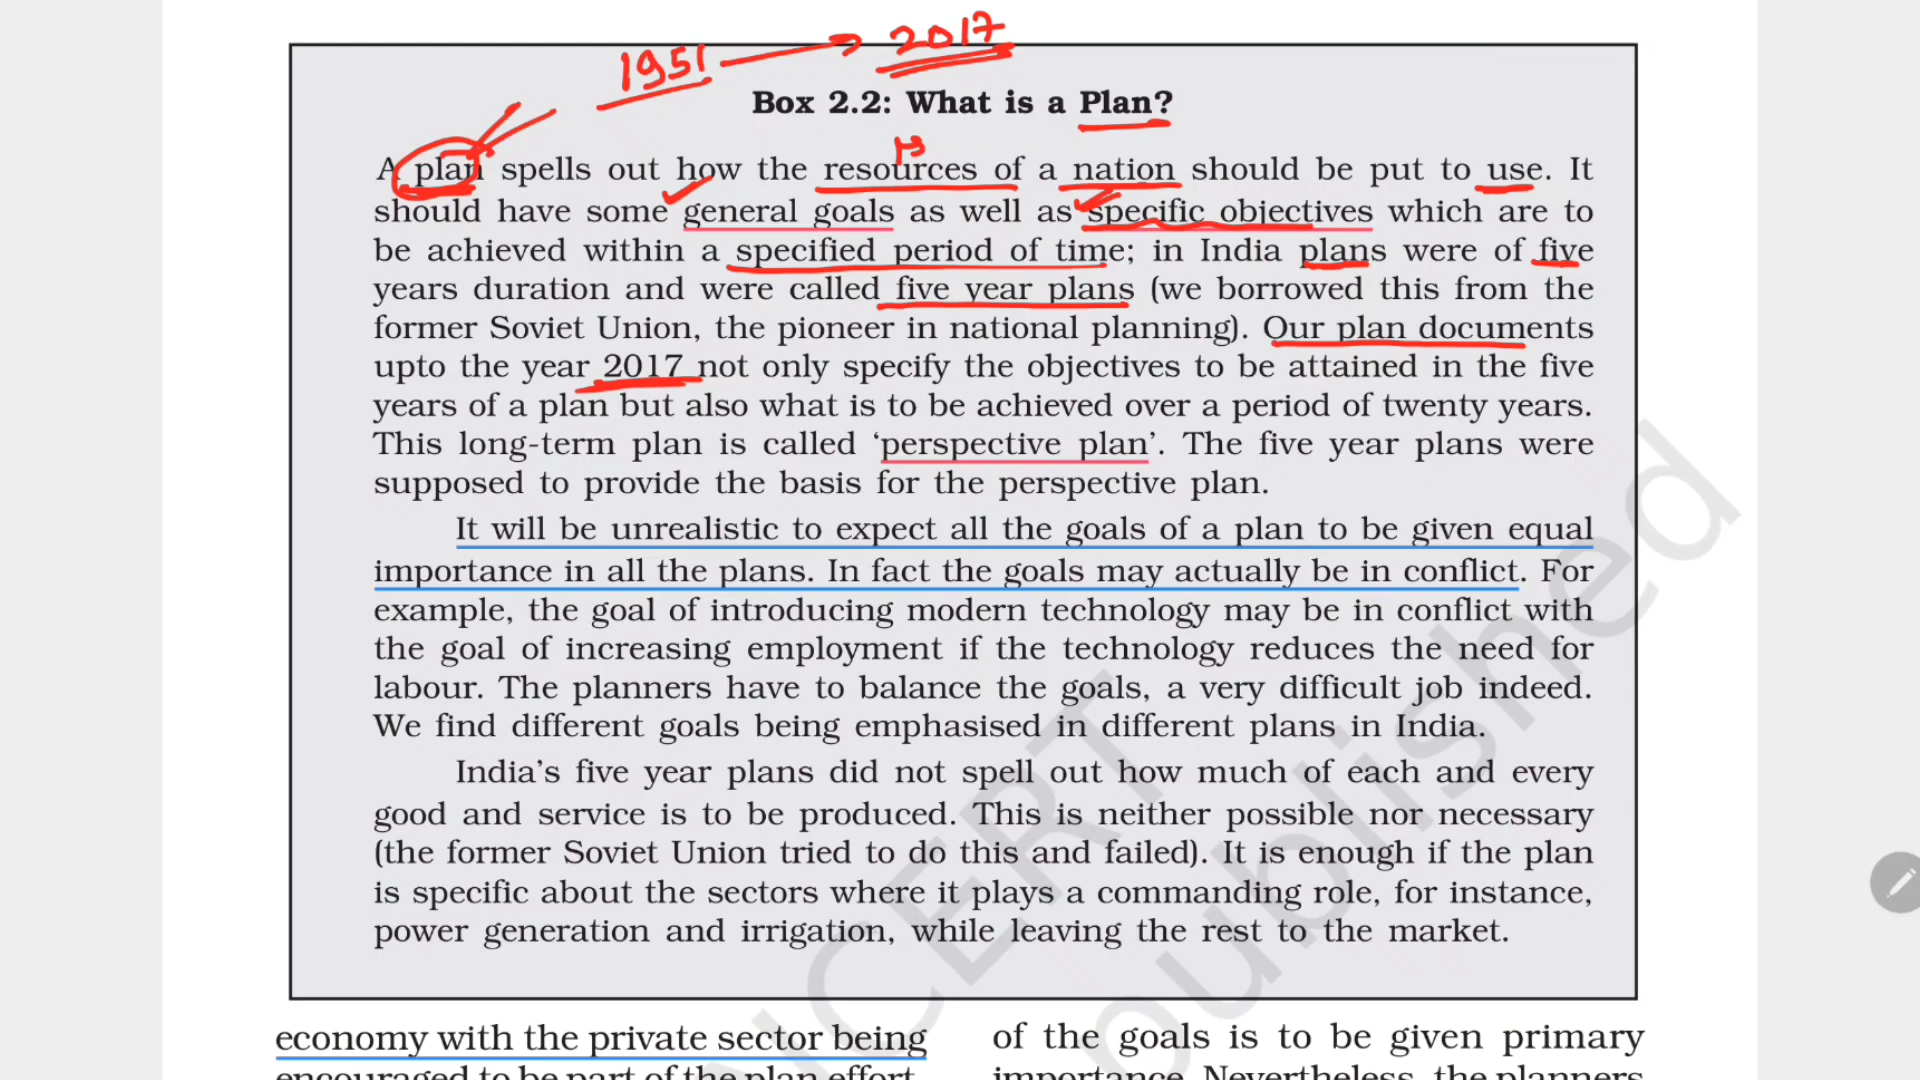 1951 → 2017
Box 2.2: What is a Plan?
A plan spells out how the resources of a nation should be put to use. It
should have some general goals as well as specific objectives which are to
be achieved within a specified period of time; in India plans were of five
years duration and were called five year plans (we borrowed this from the
former Soviet Union, the pioneer in national planning). Our plan documents
upto the year 2017 not only specify the objectives to be attained in the five
years of a plan but also what is to be achieved over a period of twenty years.
This long-term plan is called ‘perspective plan’. The five year plans were
supposed to provide the basis for the perspective plan.
It will be unrealistic to expect all the goals of a plan to be given equal
importance in all the plans. In fact the goals may actually be in conflict. For
example, the goal of introducing modern technology may be in conflict with
the goal of increasing employment if the technology reduces the need for
labour. The planners have to balance the goals, a very difficult job indeed.
We find different goals being emphasised in different plans in India.
India’s five year plans did not spell out how much of each and every
good and service is to be produced. This is neither possible nor necessary
(the former Soviet Union tried to do this and failed). It is enough if the plan
is specific about the sectors where it plays a commanding role, for instance,
power generation and irrigation, while leaving the rest to the market.
economy with the private sector being
encouraged to be part of the plan effort
of the goals is to be given primary
importance. Nevertheless, the planners
NCERT
published